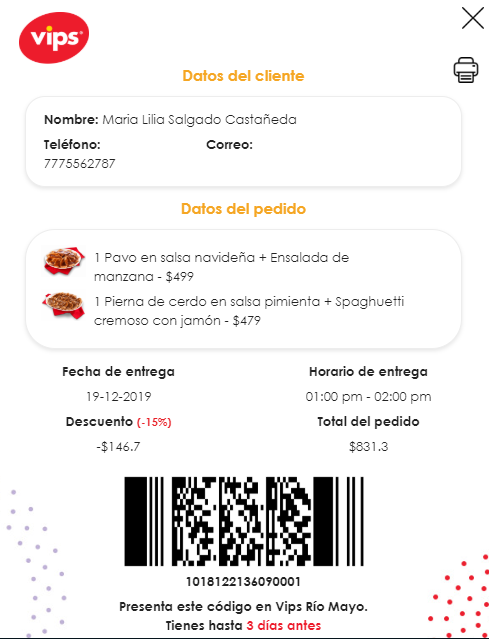 vips
Datos del cliente
Nombre: Maria Lilia Salgado Castañeda
Teléfono: Correo:
7775562787
Datos del pedido
1 Pavo en salsa navideña + Ensalada de
manzana - $499
1 Pierna de cerdo en salsa pimienta + Spaghuetti
cremoso con jamón - $479
Fecha de entrega Horario de entrega
19-12-2019 01:00 pm - 02:00 pm
Descuento (-15%) Total del pedido
-$146.7 $831.3
1018122136090001
Presenta este código en Vips Río Mayo.
Tienes hasta 3 días antes